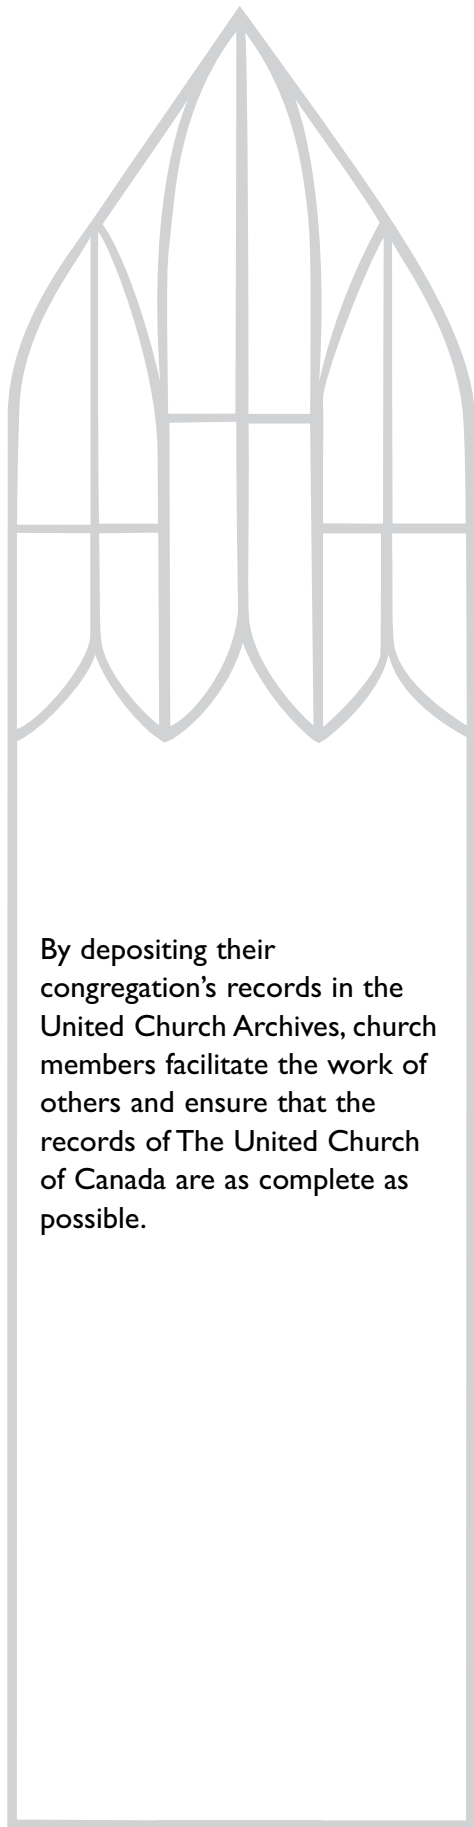 By depositing their
congregation’s records in the
United Church Archives, church
members facilitate the work of
others and ensure that the
records of The United Church
of Canada are as complete as
possible.